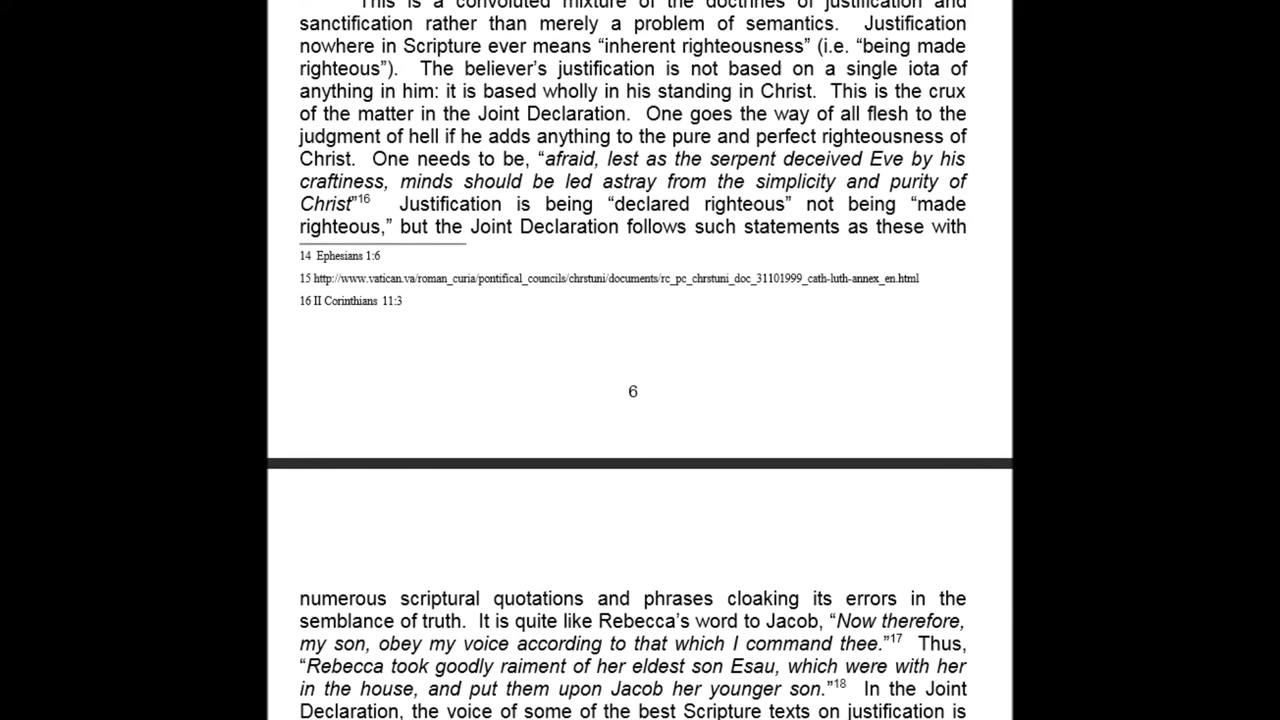 This is a convoluted mixture of the doctrines of justification and
sanctification rather than merely a problem of semantics. Justification
nowhere in Scripture ever means “inherent righteousness” (i.e. “being made
righteous”). The believer’s justification is not based on a single iota of
anything in him: it is based wholly in his standing in Christ. This is the crux
of the matter in the Joint Declaration. One goes the way of all flesh to the
judgment of hell if he adds anything to the pure and perfect righteousness of
Christ. One needs to be, “afraid, lest as the serpent deceived Eve by his
craftiness, minds should be led astray from the simplicity and purity of
Christ”16 Justification is being “declared righteous” not being “made
righteous,” but the Joint Declaration follows such statements as these with
14 Ephesians 1:6
15 http://www.vatican.va/roman_curia/pontifical_councils/chrstuni/documents/rc_pc_chrstuni_doc_31101999_cath-luth-annex_en.html
16 II Corinthians 11:3
6
numerous scriptural quotations and phrases cloaking its errors in the
semblance of truth. It is quite like Rebecca’s word to Jacob, “Now therefore,
my son, obey my voice according to that which I command thee.”17 Thus,
“Rebecca took goodly raiment of her eldest son Esau, which were with her
in the house, and put them upon Jacob her younger son.”18 In the Joint
Declaration, the voice of some of the best Scripture texts on justification is